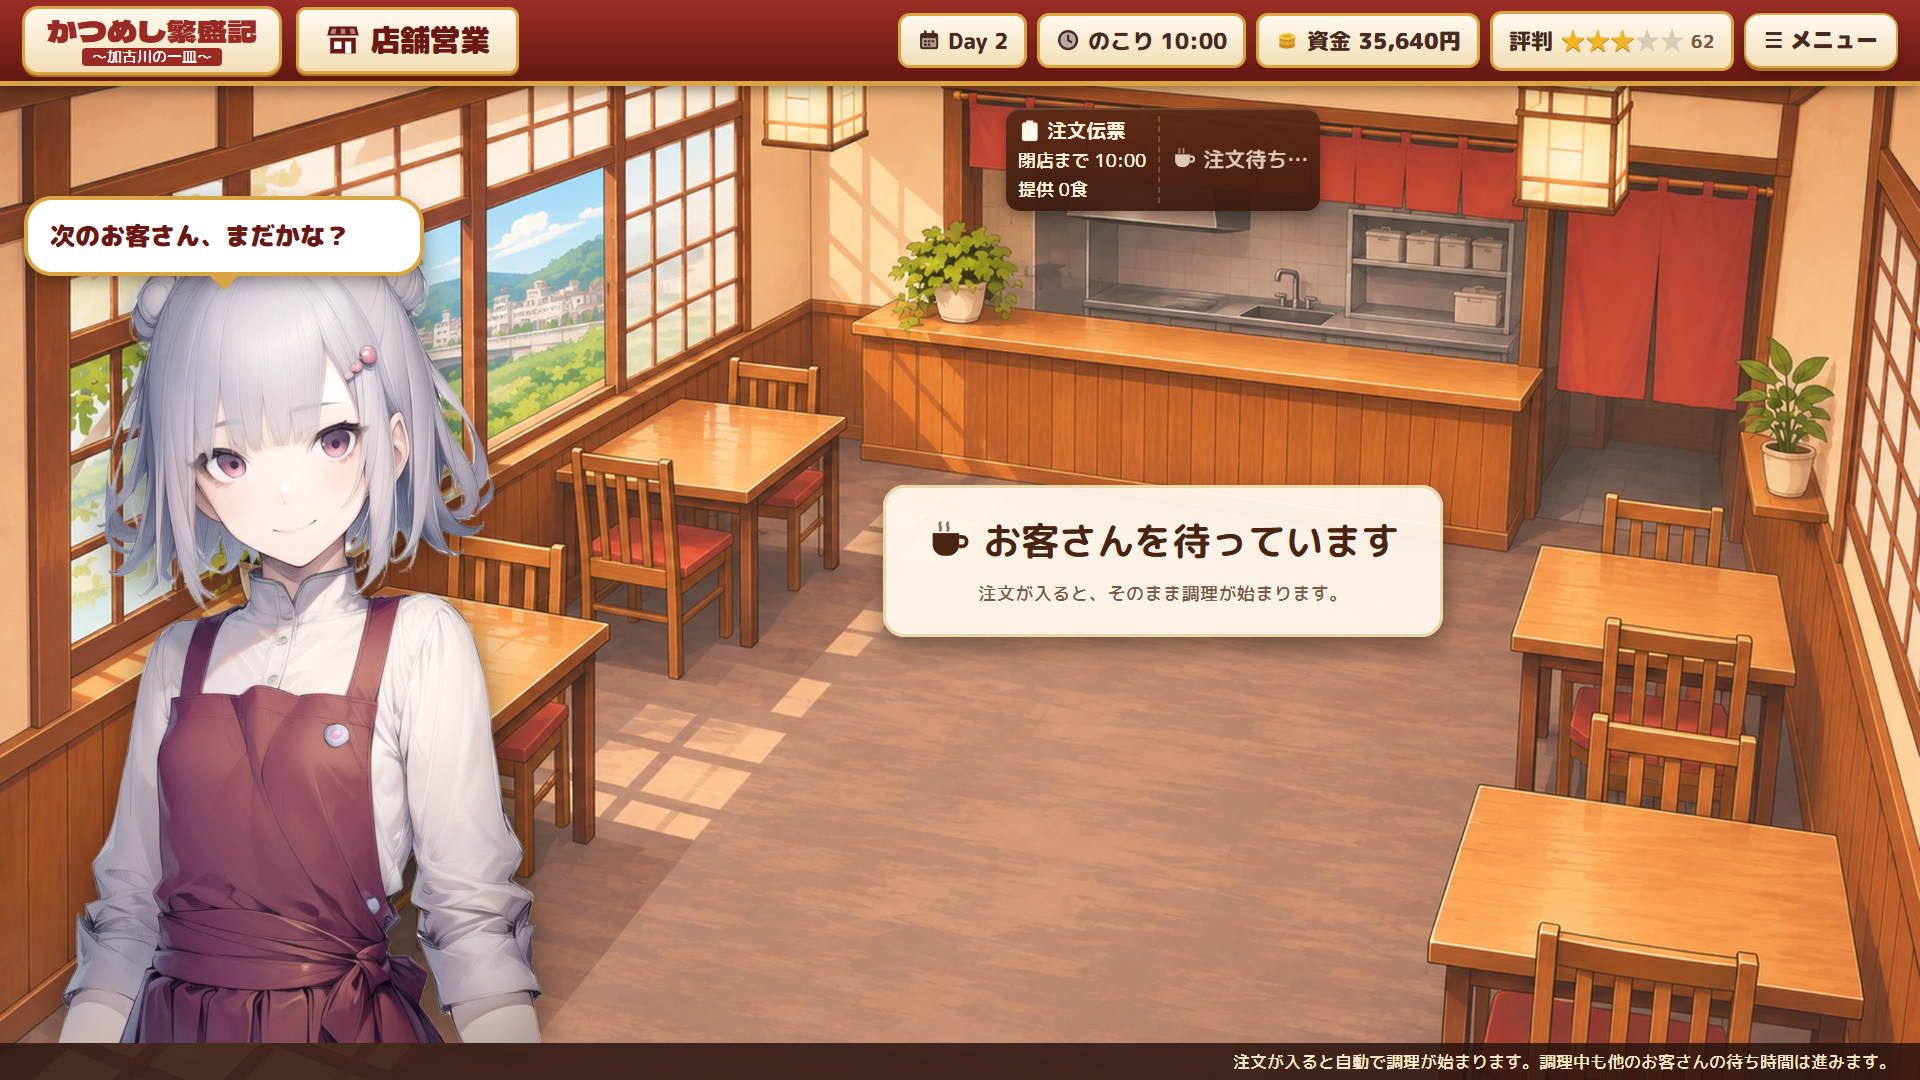 かつめし繁盛記
〜加古川の一皿〜
店舗営業
Day 2
のこり 10:00
資金 35,640円
評判 ★★★★★ 62
☰ メニュー
注文伝票
閉店まで 10:00
提供 0食
注文待ち…
次のお客さん、まだかな？
お客さんを待っています
注文が入ると、そのまま調理が始まります。
注文が入ると自動で調理が始まります。調理中も他のお客さんの待ち時間は進みます。